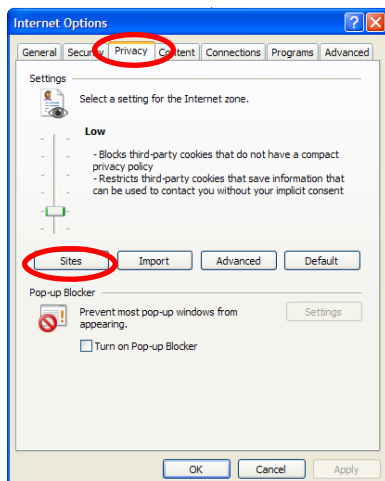 Internet Options
General Security Privacy Content Connections Programs Advanced
Settings
Select a setting for the Internet zone.
Low
- Blocks third-party cookies that do not have a compact
privacy policy
- Restricts third-party cookies that save information that
can be used to contact you without your implicit consent
Sites Import Advanced Default
Pop-up Blocker
Prevent most pop-up windows from
appearing.
Settings
Turn on Pop-up Blocker
OK Cancel Apply